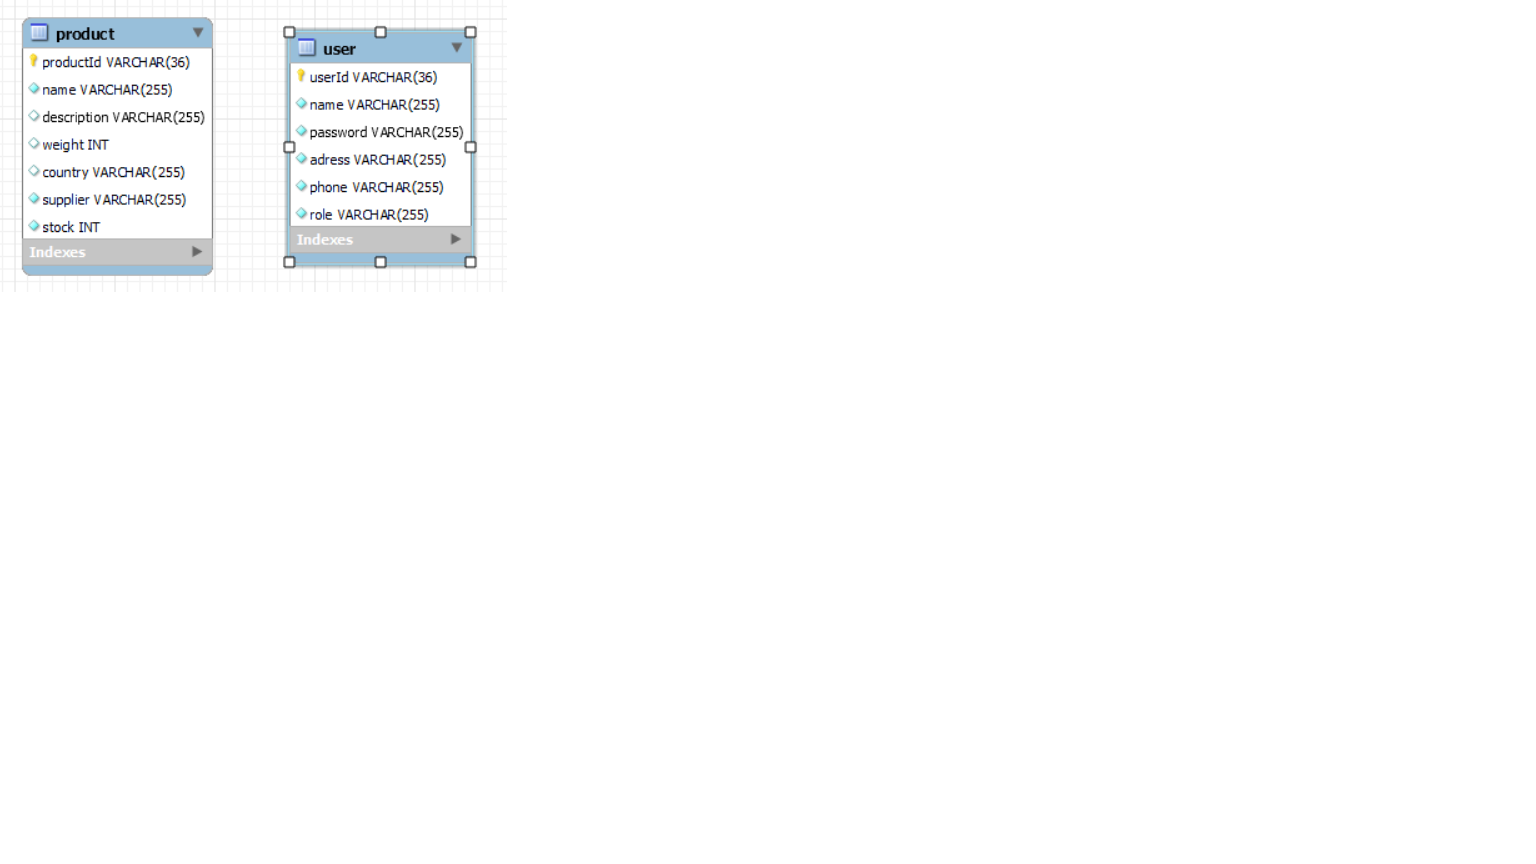 product
productId VARCHAR(36)
name VARCHAR(255)
description VARCHAR(255)
weight INT
country VARCHAR(255)
supplier VARCHAR(255)
stock INT
Indexes
user
userId VARCHAR(36)
name VARCHAR(255)
password VARCHAR(255)
adress VARCHAR(255)
phone VARCHAR(255)
role VARCHAR(255)
Indexes